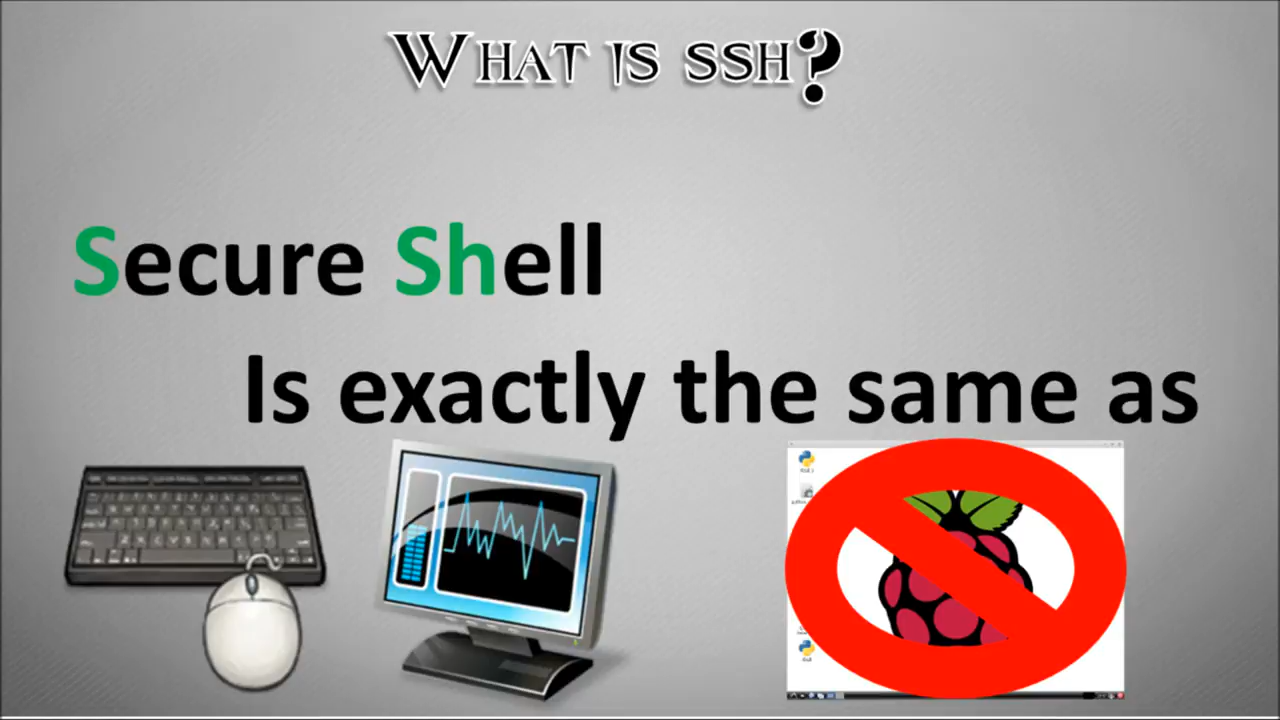 What is ssh?
Secure Shell
Is exactly the same as